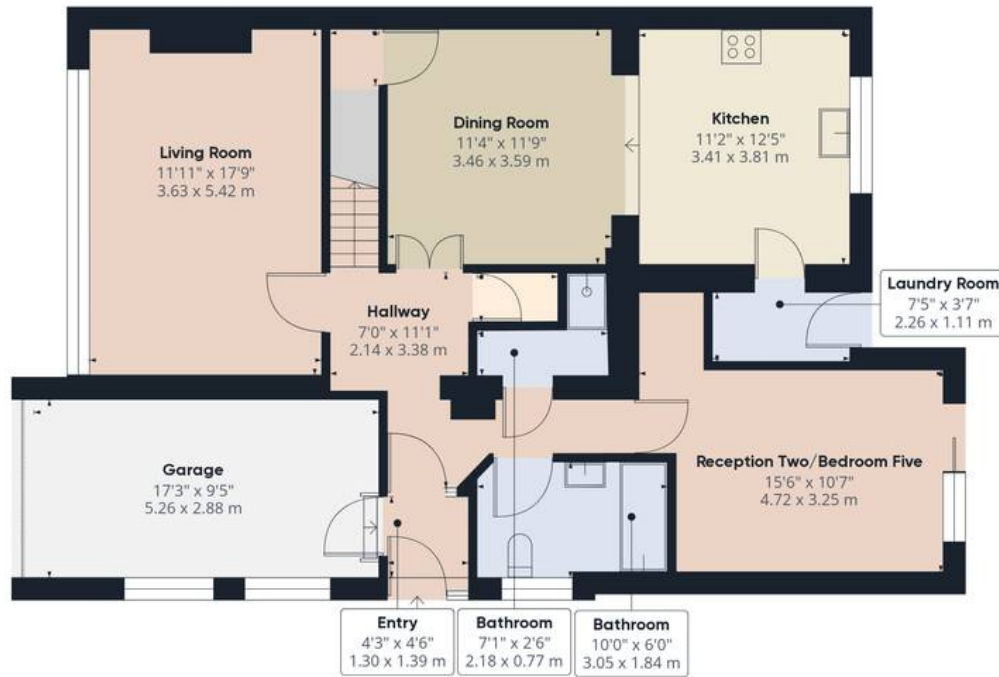 Living Room
11'11" x 17'9"
3.63 x 5.42 m
Dining Room
11'4" x 11'9"
3.46 x 3.59 m
Kitchen
11'2" x 12'5"
3.41 x 3.81 m
Laundry Room
7'5" x 3'7"
2.26 x 1.11 m
Hallway
7'0" x 11'1"
2.14 x 3.38 m
Garage
17'3" x 9'5"
5.26 x 2.88 m
Reception Two/Bedroom Five
15'6" x 10'7"
4.72 x 3.25 m
Entry
4'3" x 4'6"
1.30 x 1.39 m
Bathroom
7'1" x 2'6"
2.18 x 0.77 m
Bathroom
10'0" x 6'0"
3.05 x 1.84 m